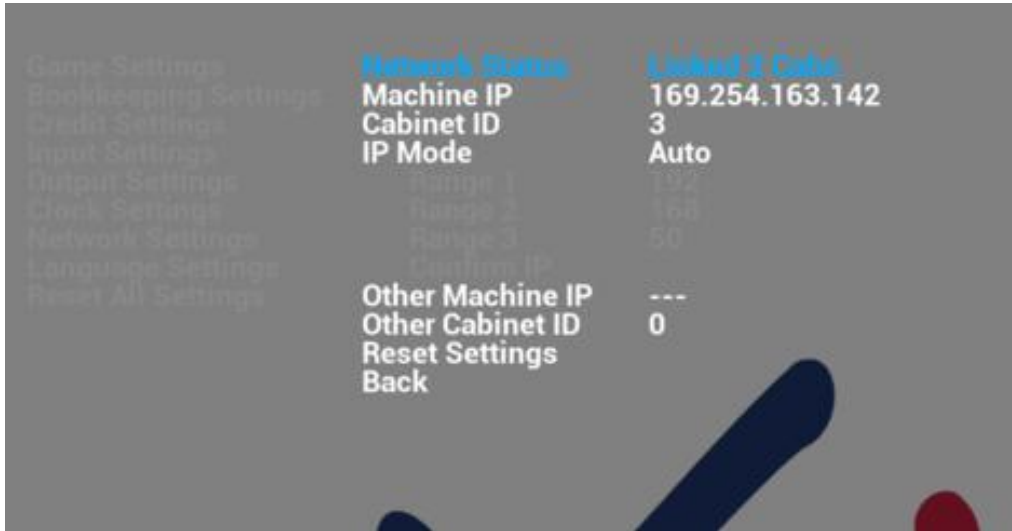 Game Settings
Bookkeeping Settings
Credit Settings
Input Settings
Output Settings
Clock Settings
Network Settings
Language Settings
Reset All Settings
Network Status Linked 2 Cabs
Machine IP 169.254.163.142
Cabinet ID 3
IP Mode Auto
Range 1 192
Range 2 168
Range 3 50
Confirm IP
Other Machine IP ---
Other Cabinet ID 0
Reset Settings
Back